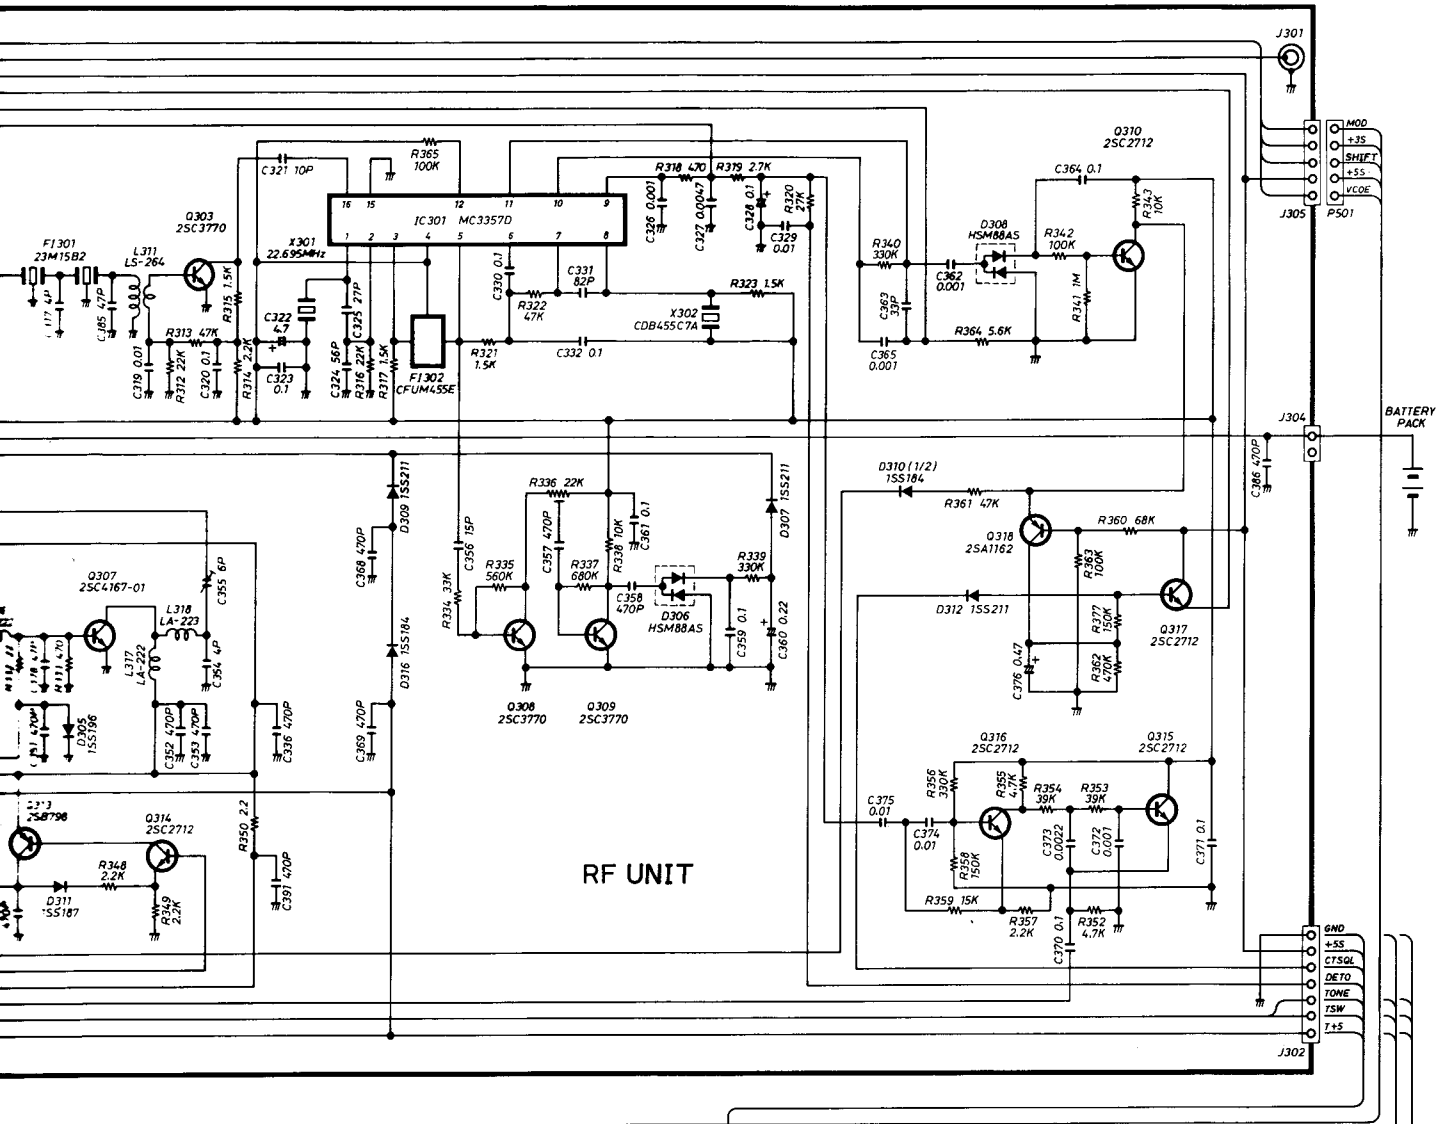 J301
Q310
2SC2712
MOD
+3S
SHIFT
+5S
VCOE
J305
P501
R365
100K
C321 10P
R318 470
R319 2.7K
C364 0.1
R343
10K
16 15 12 11 10 9
IC301 MC3357D
1 2 3 4 5 6 7 8
C326 0.001
C327 0.0047
C328 0.1
R320
27K
C329
0.01
Q303
2SC3770
X301
22.695MHz
FI301
23M15B2
L311
LS-264
D308
HSM88AS
R342
100K
R340
330K
C362
0.001
C363
33P
R341 1M
C385 47P
R315 1.5K
R313 47K
C322
4.7
C325 27P
C330 0.1
R322
47K
C331
82P
R323 1.5K
X302
CDB455C7A
R364 5.6K
C365
0.001
C319 0.01
R312 22K
C320 0.1
R314 2.2K
C323
0.1
C324 56P
R316 22K
R317 1.5K
FI302
CFUM455E
R321
1.5K
C332 0.1
J304
BATTERY
PACK
C386 470P
D309 1SS211
R336 22K
D307 1SS211
D310 (1/2)
1SS184
R361 47K
C368 470P
C356 15P
C357 470P
R338 10K
C361 0.1
Q318
2SA1162
R360 68K
R363
100K
Q307
2SC4167-01
C355 6P
R334 33K
R335
560K
R337
680K
C358
470P
R339
330K
D306
HSM88AS
C359 0.1
C360 0.22
D312 1SS211
R377
150K
Q317
2SC2712
L318
LA-223
L317
LA-222
C354 4P
D316 1SS184
C376 0.47
R362
470K
Q308
2SC3770
Q309
2SC3770
D305
1SS196
C352 470P
C353 470P
C336 470P
C369 470P
Q316
2SC2712
Q315
2SC2712
C375
0.01
R356
330K
R355
4.7K
R354
39K
R353
39K
C374
0.01
C373
0.0022
C372
0.001
C371 0.1
Q314
2SC2712
R350 2.2
R348
2.2K
D311
R349
2.2K
C391 470P
RF UNIT
R358
150K
R359 15K
R357
2.2K
R352
4.7K
C370 0.1
GND
+5S
CTSQL
DETO
TONE
TSW
T+5
J302